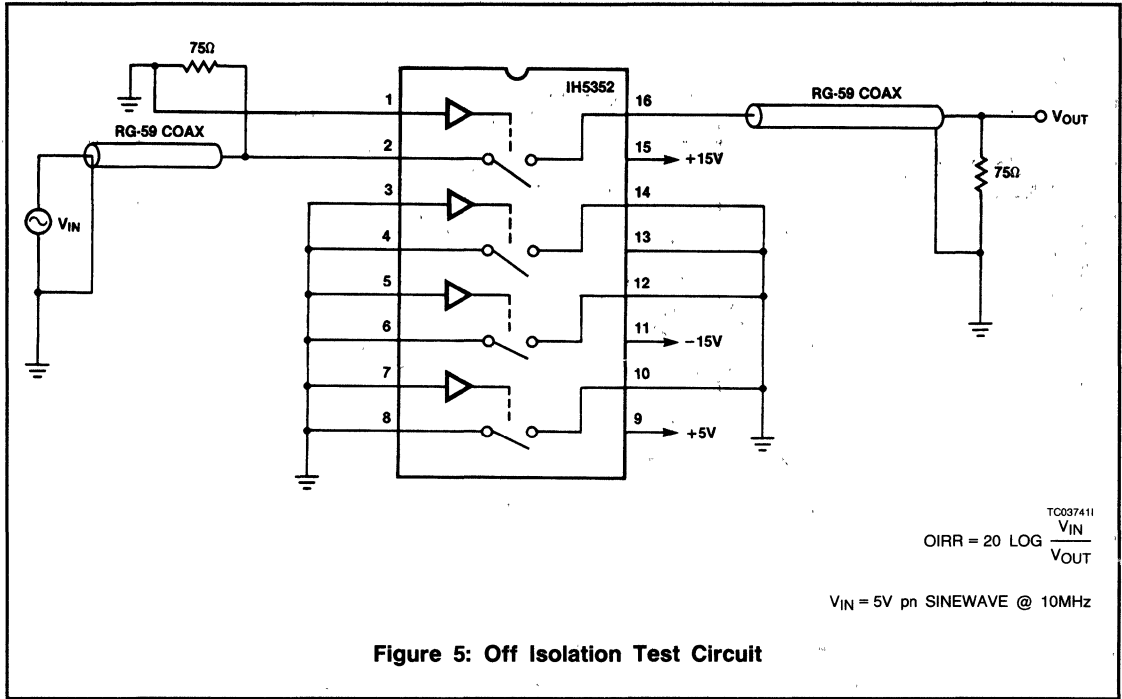 75Ω
IH5352
1
16
RG-59 COAX
VOUT
RG-59 COAX
2
15
+15V
75Ω
3
14
VIN
4
13
5
12
6
11
-15V
7
10
8
9
+5V
TC03741I
OIRR = 20 LOG VIN
VOUT
VIN = 5V pn SINEWAVE @ 10MHz
Figure 5: Off Isolation Test Circuit